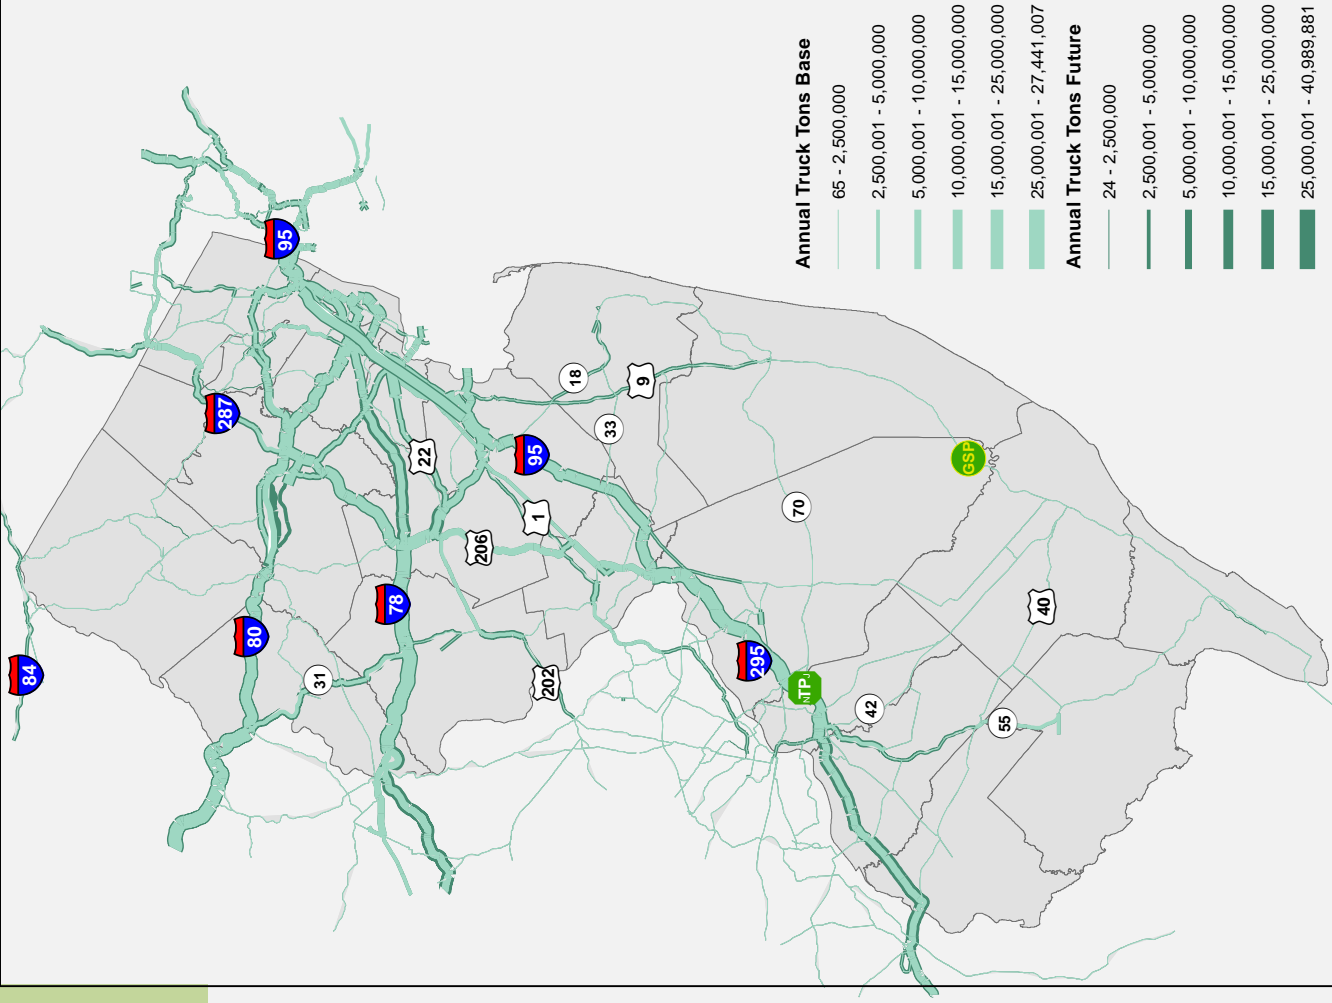 Annual Truck Tons Base
65 - 2,500,000
2,500,001 - 5,000,000
5,000,001 - 10,000,000
10,000,001 - 15,000,000
15,000,001 - 25,000,000
25,000,001 - 27,441,007
Annual Truck Tons Future
24 - 2,500,000
2,500,001 - 5,000,000
5,000,001 - 10,000,000
10,000,001 - 15,000,000
15,000,001 - 25,000,000
25,000,001 - 40,989,881
84
80
31
78
202
287
206
22
1
95
95
18
33
9
70
295
NTPJ
42
55
40
GSP